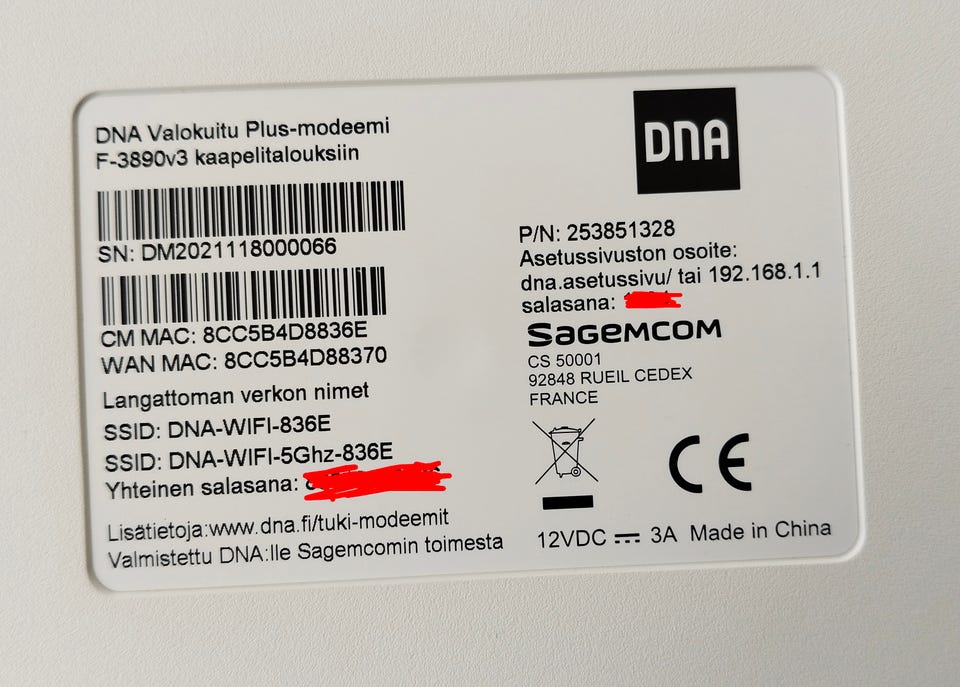 DNA Valokuitu Plus-modeemi
F-3890v3 kaapelitalouksiin
SN: DM2021118000066
CM MAC: 8CC5B4D8836E
WAN MAC: 8CC5B4D88370
Langattoman verkon nimet
SSID: DNA-WIFI-836E
SSID: DNA-WIFI-5Ghz-836E
Yhteinen salasana:
Lisätietoja:www.dna.fi/tuki-modeemit
Valmistettu DNA:lle Sagemcomin toimesta
DNA
P/N: 253851328
Asetussivuston osoite:
dna.asetussivu/ tai 192.168.1.1
salasana:
SAGEMCOM
CS 50001
92848 RUEIL CEDEX
FRANCE
CE
12VDC ⎓ 3A Made in China